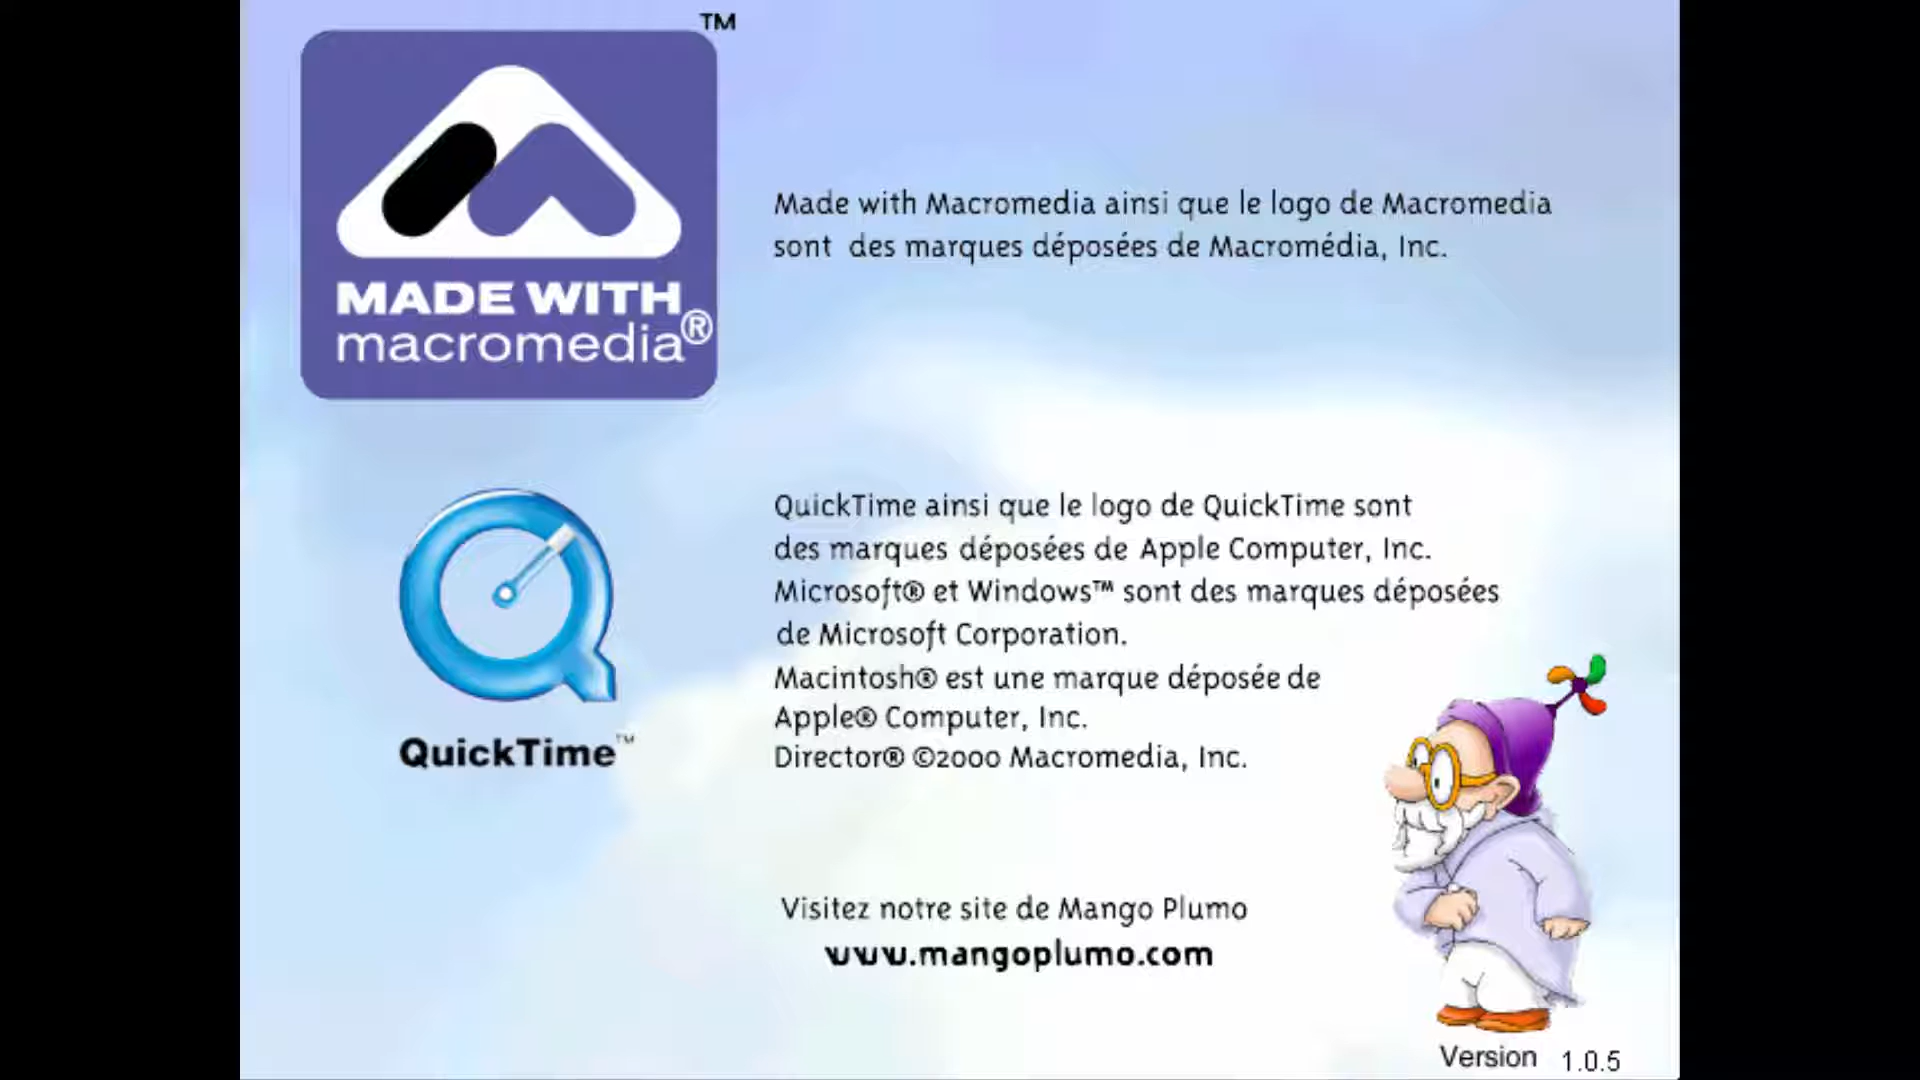 TM
MADE WITH
macromedia®
Made with Macromedia ainsi que le logo de Macromedia
sont des marques déposées de Macromédia, Inc.
QuickTime™
QuickTime ainsi que le logo de QuickTime sont
des marques déposées de Apple Computer, Inc.
Microsoft® et Windows™ sont des marques déposées
de Microsoft Corporation.
Macintosh® est une marque déposée de
Apple® Computer, Inc.
Director® ©2000 Macromedia, Inc.
Visitez notre site de Mango Plumo
www.mangoplumo.com
Version 1.0.5